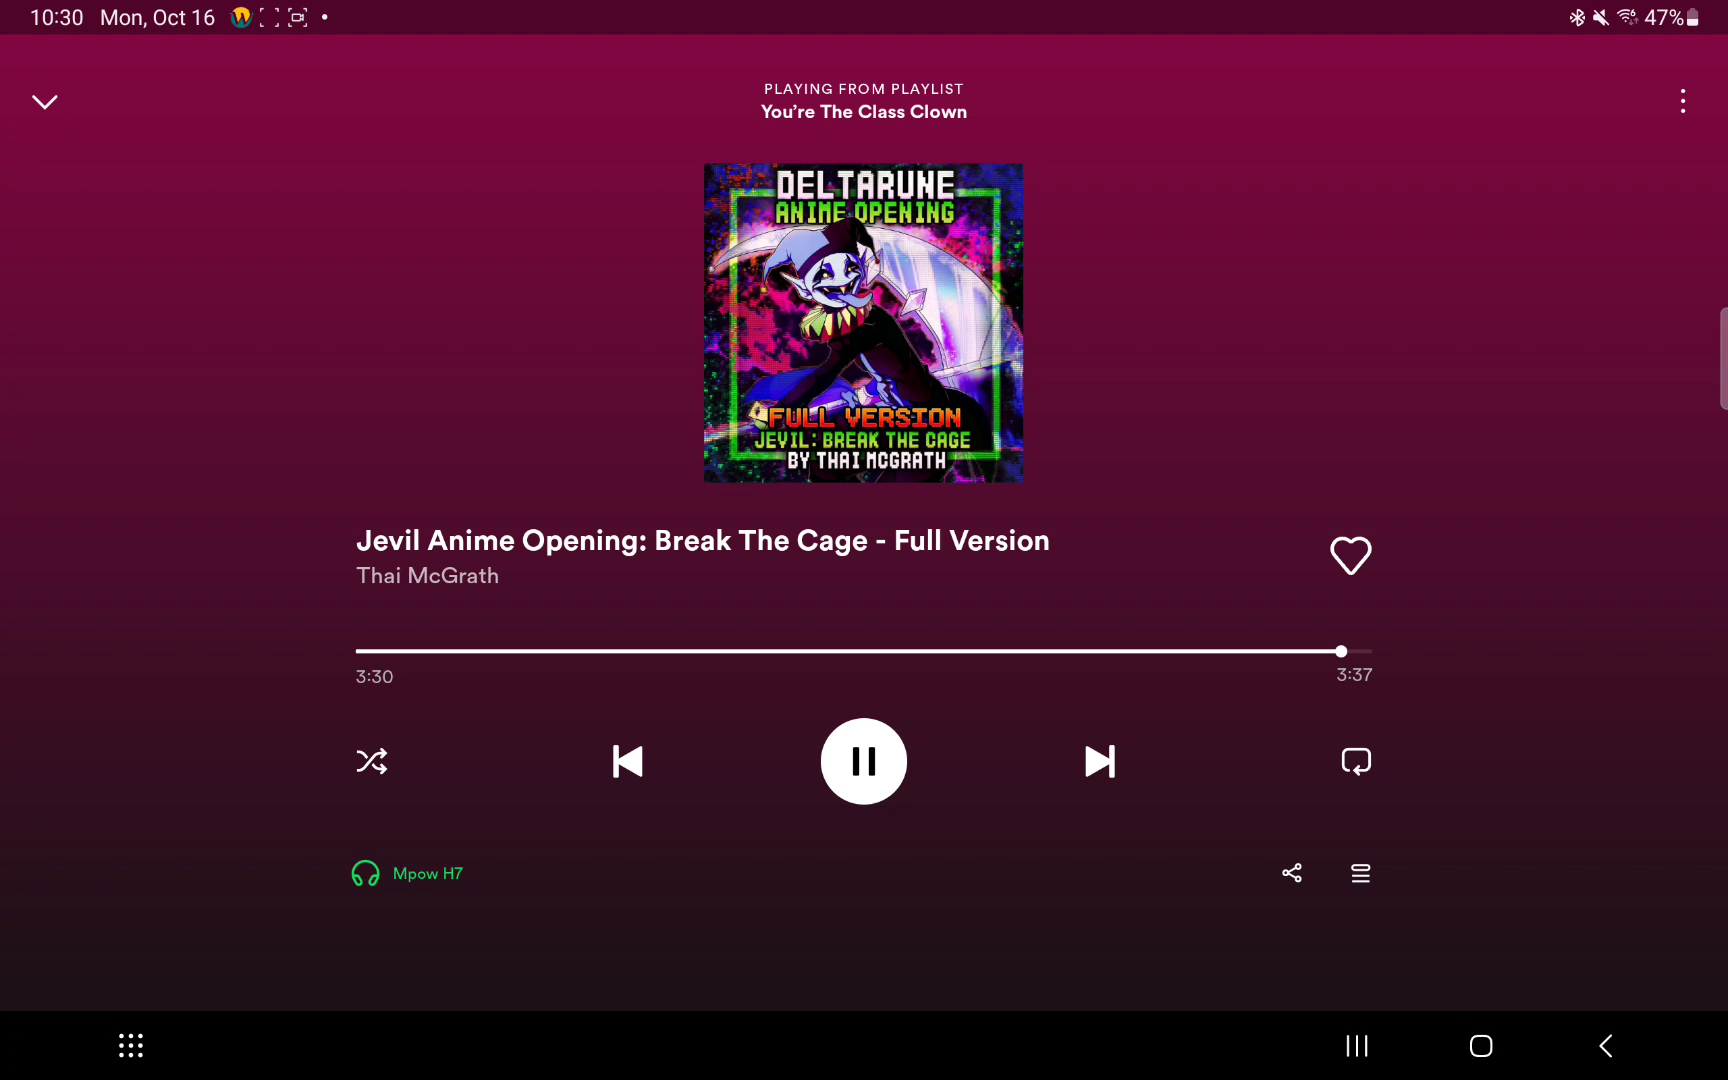 10:30 Mon, Oct 16
47%
PLAYING FROM PLAYLIST
You’re The Class Clown
DELTARUNE
ANIME OPENING
FULL VERSION
JEVIL: BREAK THE CAGE
BY THAI MCGRATH
Jevil Anime Opening: Break The Cage - Full Version
Thai McGrath
3:30
3:37
Mpow H7